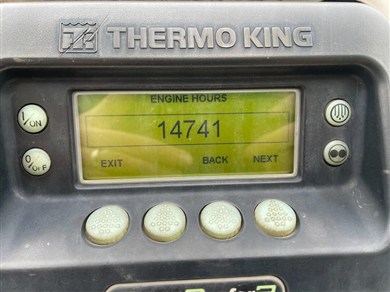 THERMO KING
ENGINE HOURS
14741
EXIT BACK NEXT
I/ON
O/OFF